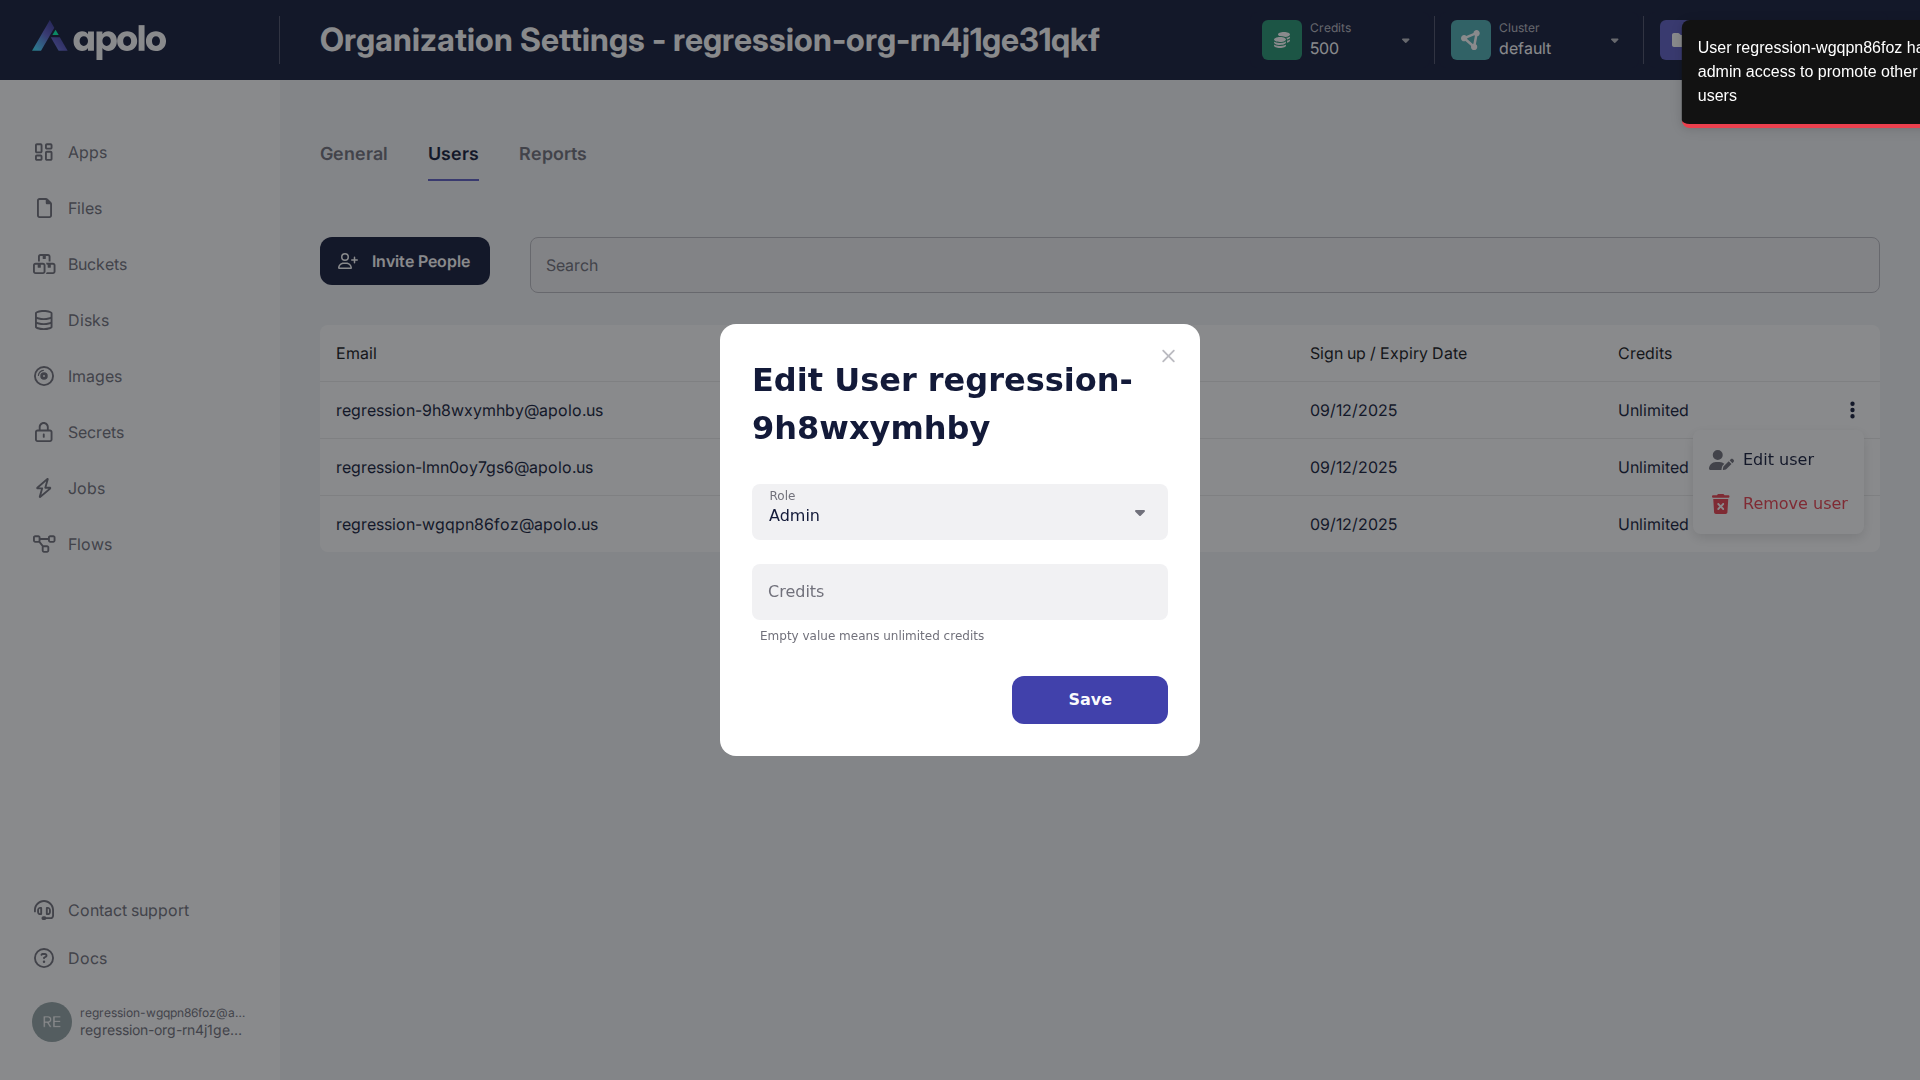 apolo
Organization Settings - regression-org-rn4j1ge31qkf
Credits
500
Cluster
default
User regression-wgqpn86foz
admin access to promote other
users
Apps
Files
Buckets
Disks
Images
Secrets
Jobs
Flows
General
Users
Reports
Invite People
Search
Email
Sign up / Expiry Date
Credits
regression-9h8wxymhby@apolo.us
09/12/2025
Unlimited
regression-lmn0oy7gs6@apolo.us
09/12/2025
Unlimited
regression-wgqpn86foz@apolo.us
09/12/2025
Unlimited
Edit user
Remove user
Edit User regression-
9h8wxymhby
Role
Admin
Credits
Empty value means unlimited credits
Save
Contact support
Docs
RE
regression-wgqpn86foz@a...
regression-org-rn4j1ge...